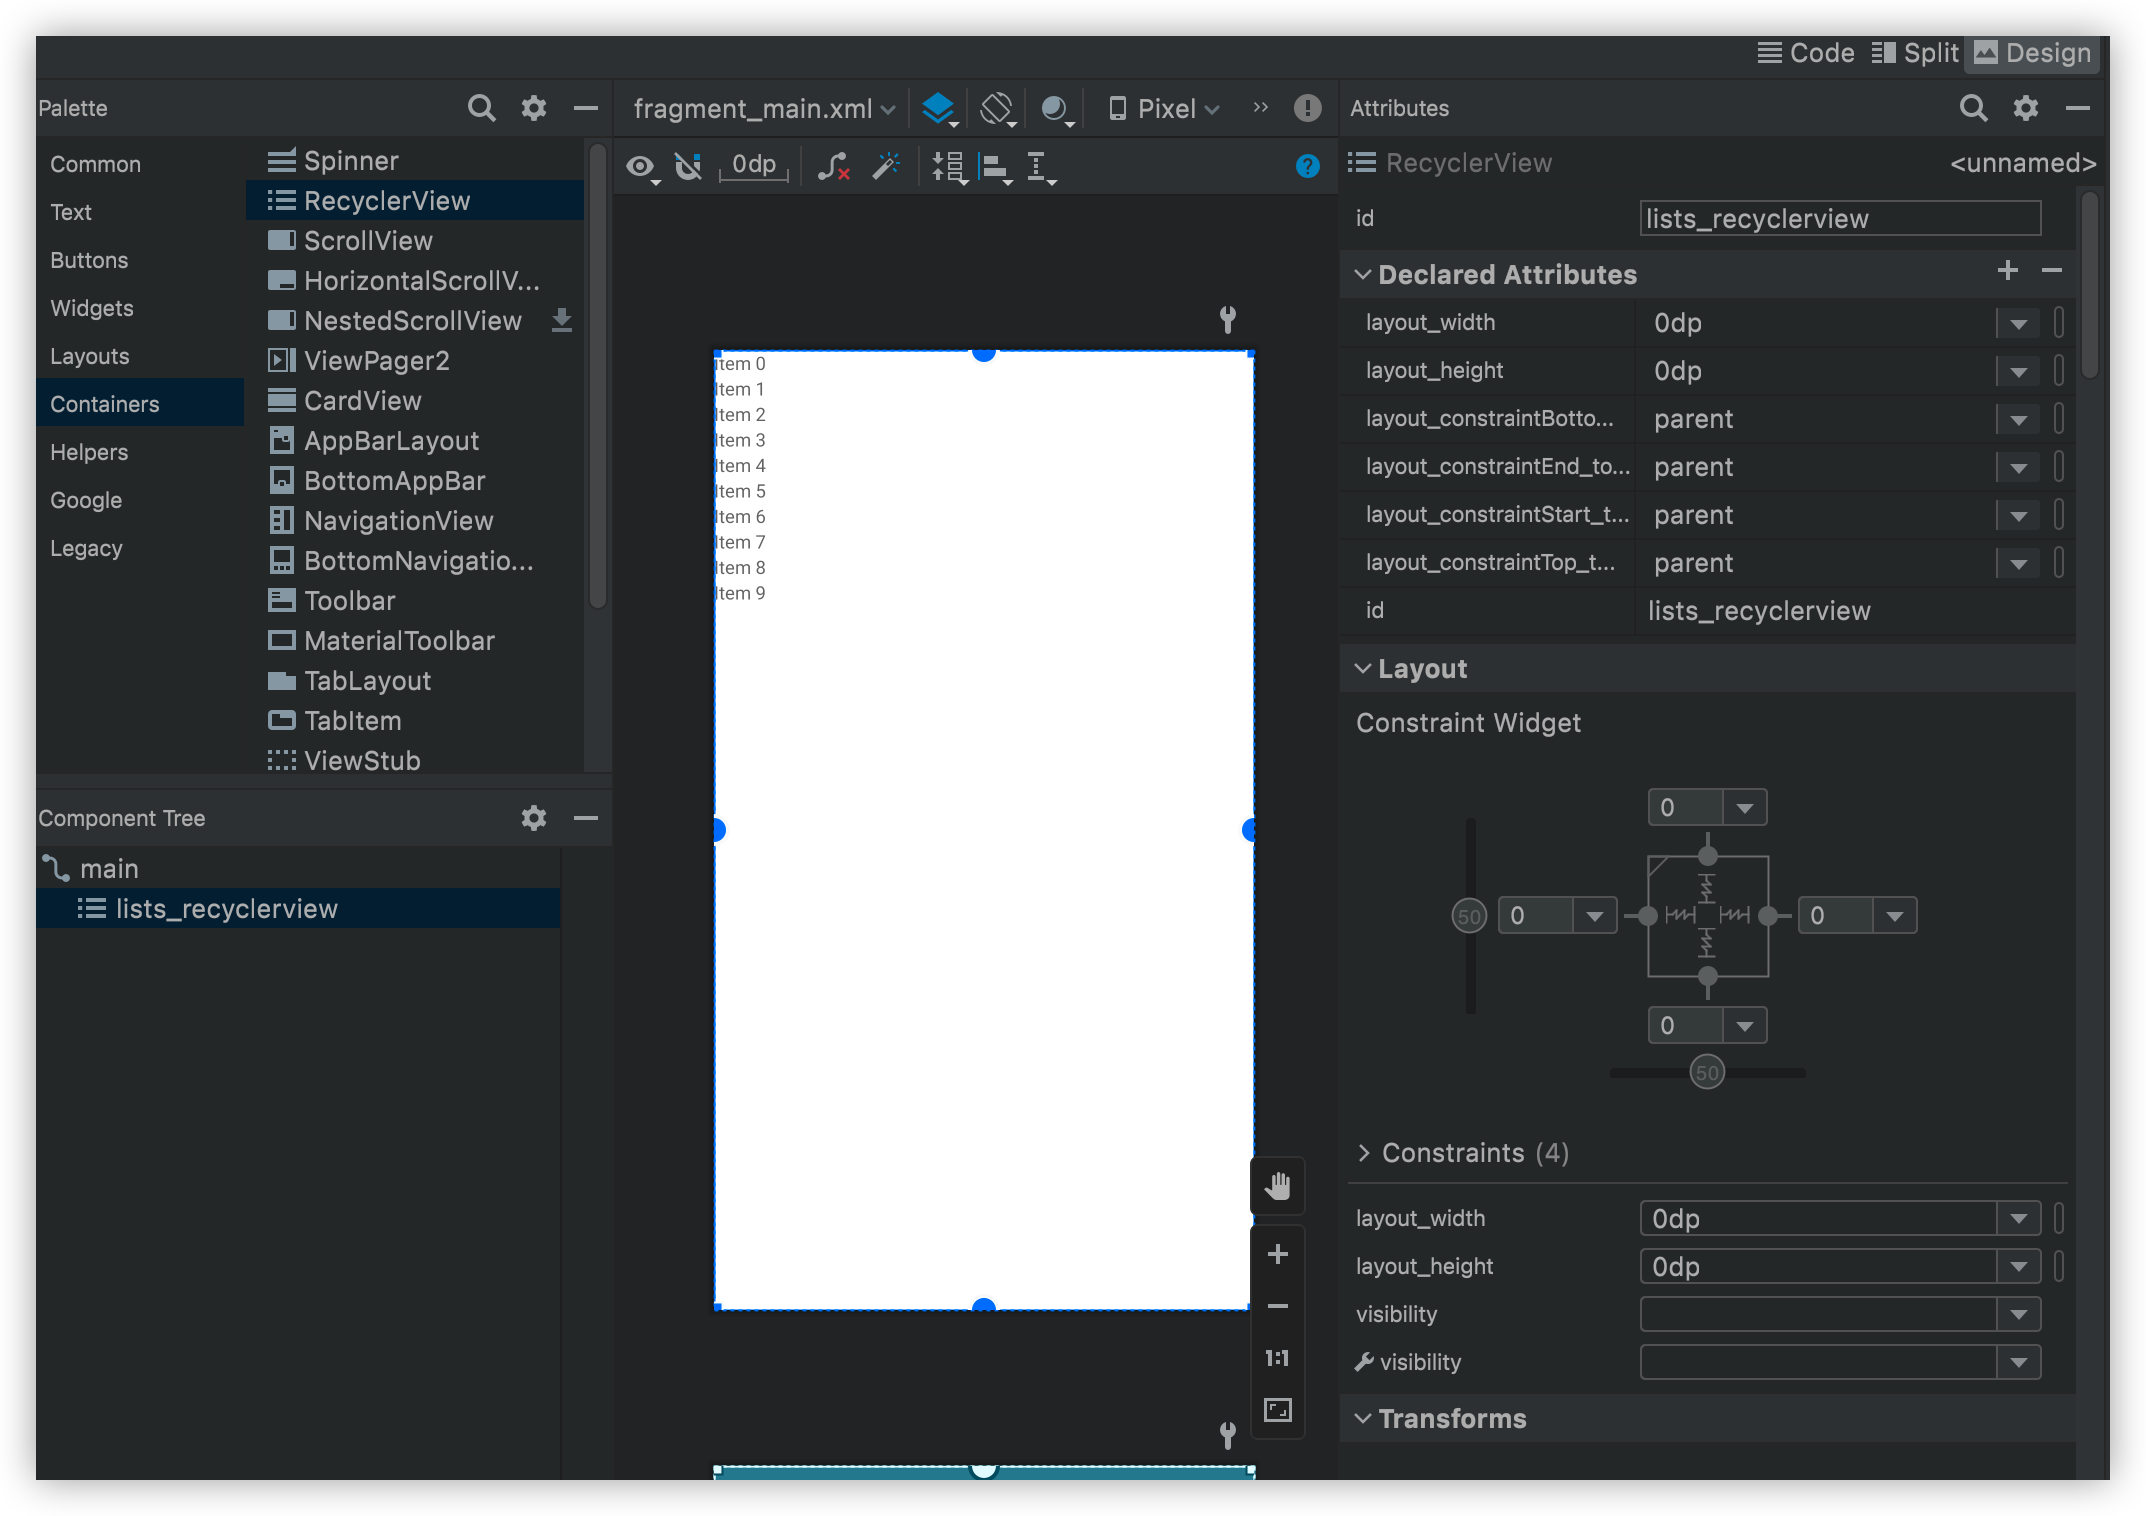 Code Split Design
Palette
fragment_main.xml
Pixel
Attributes
Common
Text
Buttons
Widgets
Layouts
Containers
Helpers
Google
Legacy
Spinner
RecyclerView
ScrollView
HorizontalScrollV...
NestedScrollView
ViewPager2
CardView
AppBarLayout
BottomAppBar
NavigationView
BottomNavigatio...
Toolbar
MaterialToolbar
TabLayout
TabItem
ViewStub
Component Tree
main
lists_recyclerview
0dp
?
Item 0
Item 1
Item 2
Item 3
Item 4
Item 5
Item 6
Item 7
Item 8
Item 9
1:1
RecyclerView <unnamed>
id lists_recyclerview
Declared Attributes
layout_width 0dp
layout_height 0dp
layout_constraintBotto... parent
layout_constraintEnd_to... parent
layout_constraintStart_t... parent
layout_constraintTop_t... parent
id lists_recyclerview
Layout
Constraint Widget
0
50 0 0
0
50
Constraints (4)
layout_width 0dp
layout_height 0dp
visibility
visibility
Transforms